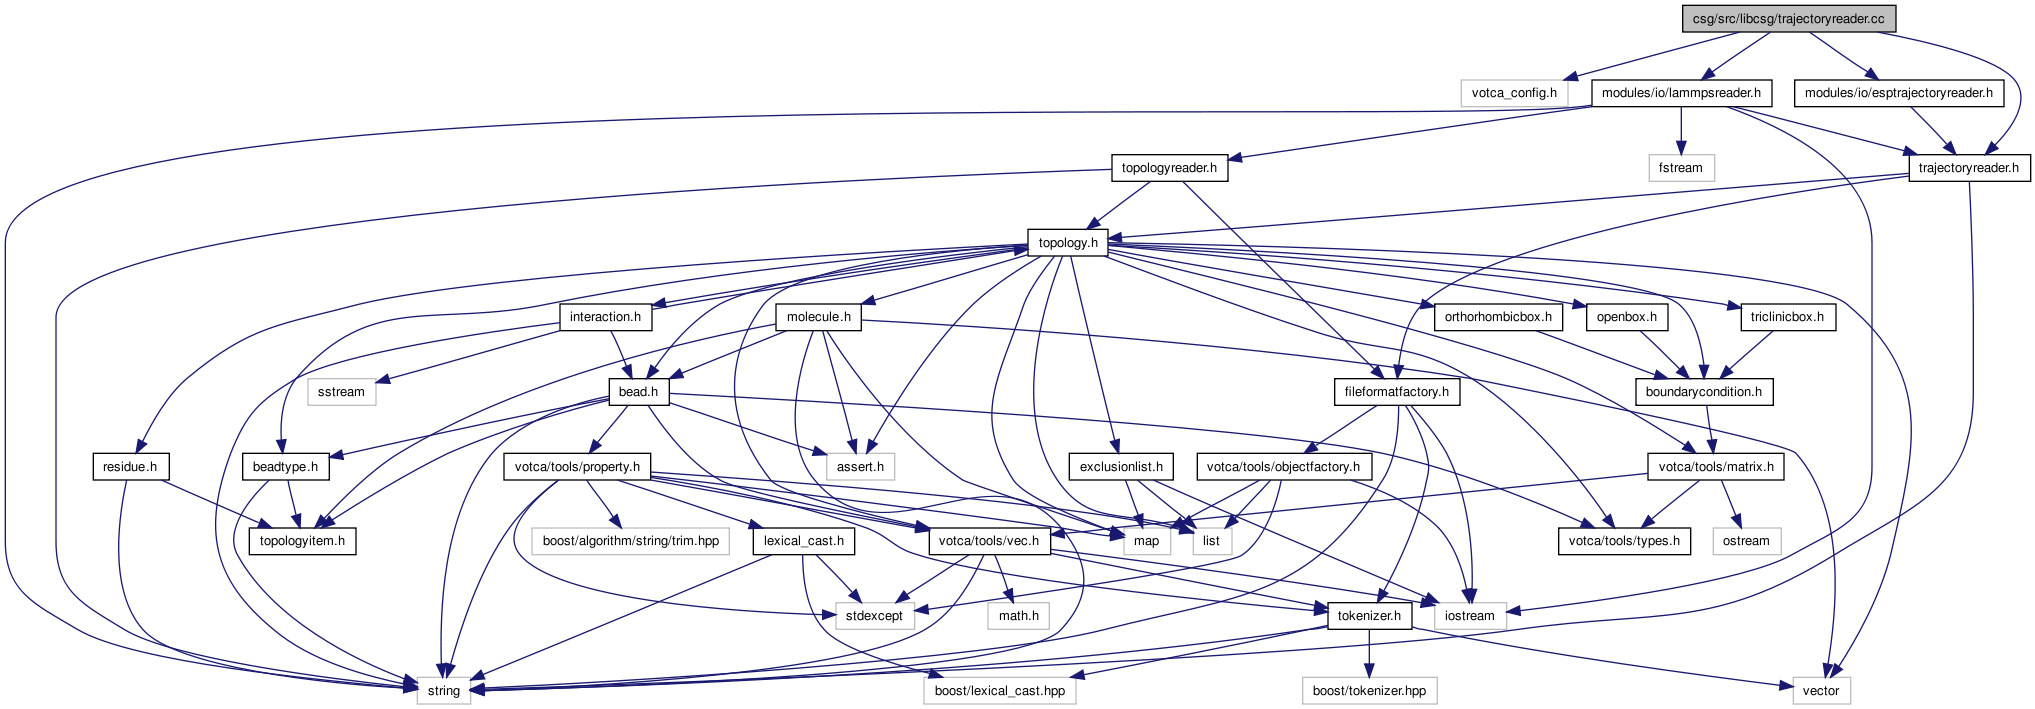 csg/src/libcsg/trajectoryreader.cc
votca_config.h
modules/io/lammpsreader.h
modules/io/esptrajectoryreader.h
topologyreader.h
fstream
trajectoryreader.h
topology.h
interaction.h
molecule.h
orthorhombicbox.h
openbox.h
triclinicbox.h
sstream
bead.h
fileformatfactory.h
boundarycondition.h
residue.h
beadtype.h
votca/tools/property.h
assert.h
exclusionlist.h
votca/tools/objectfactory.h
votca/tools/matrix.h
topologyitem.h
boost/algorithm/string/trim.hpp
lexical_cast.h
votca/tools/vec.h
map
list
votca/tools/types.h
ostream
stdexcept
math.h
tokenizer.h
iostream
string
boost/lexical_cast.hpp
boost/tokenizer.hpp
vector